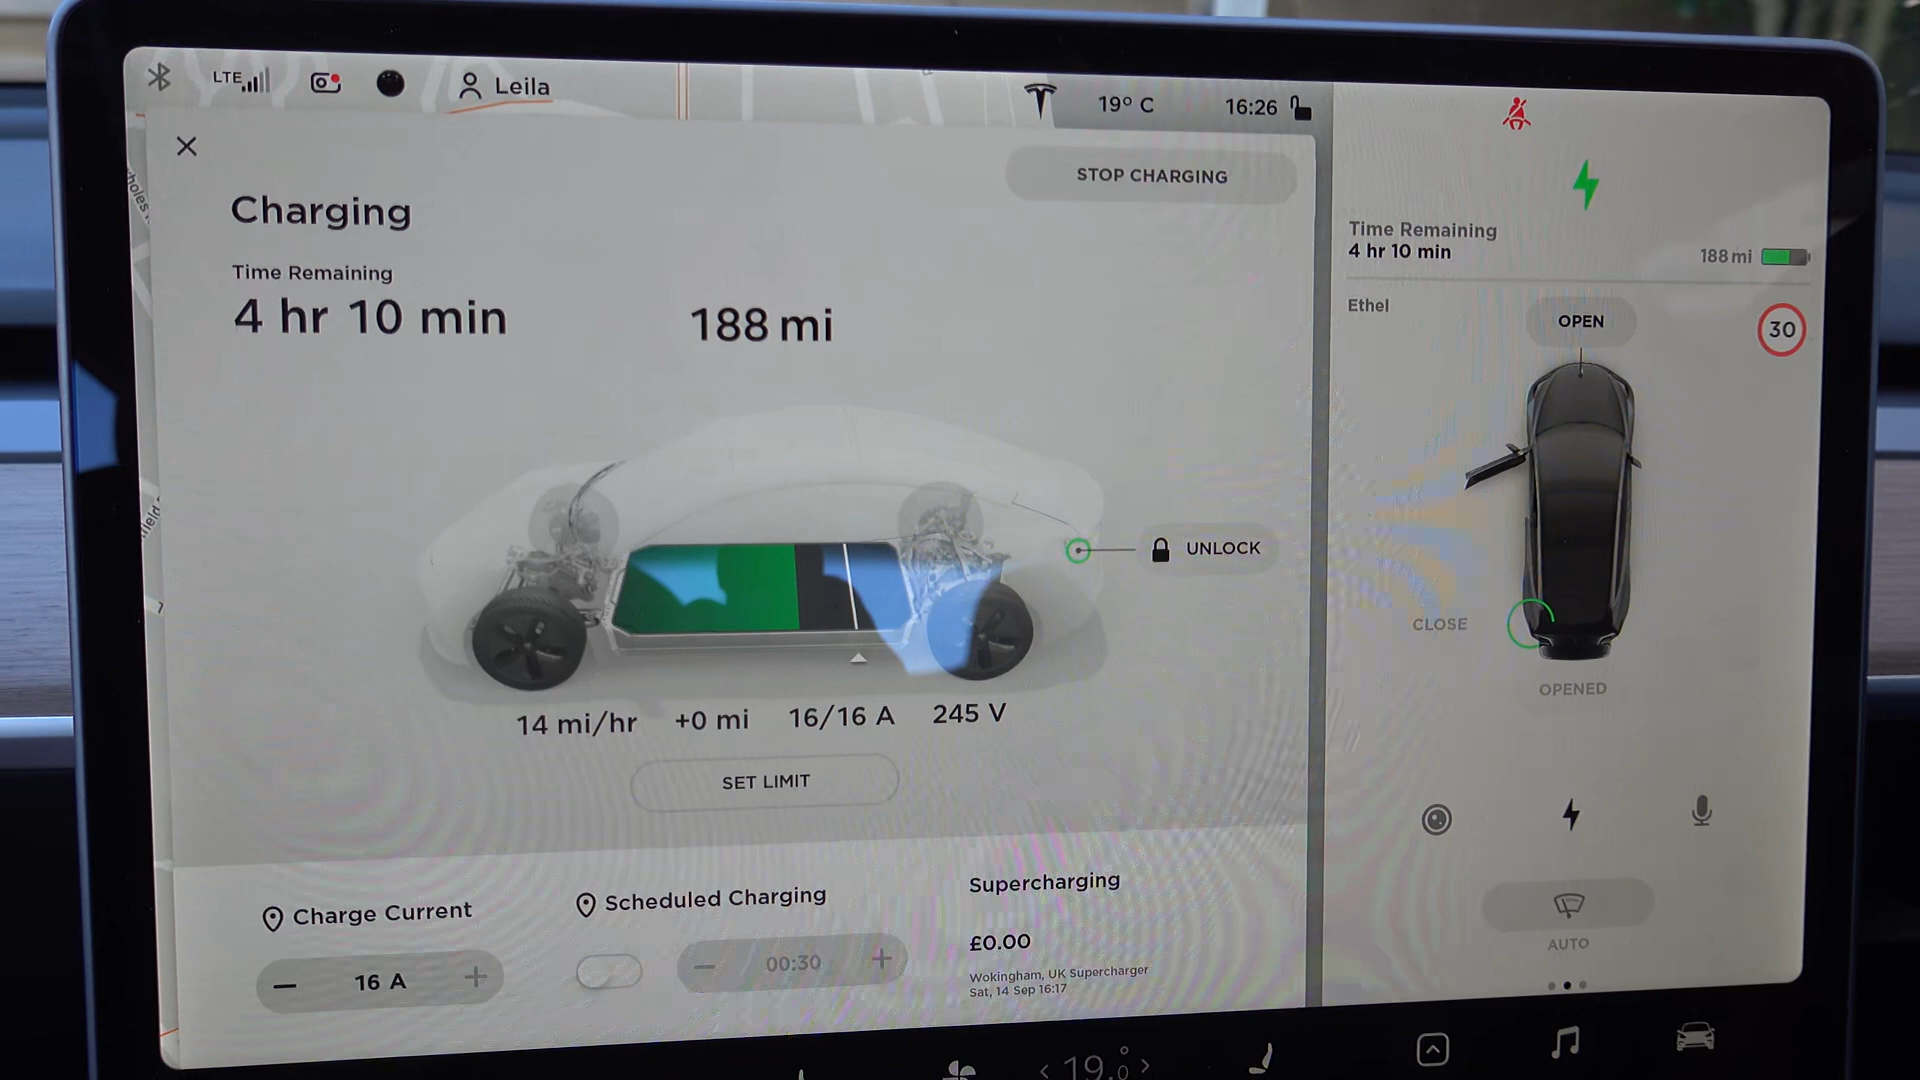 LTE
Leila
19° C
16:26
STOP CHARGING
Charging
Time Remaining
4 hr 10 min
188 mi
UNLOCK
14 mi/hr +0 mi 16/16 A 245 V
SET LIMIT
Charge Current
16 A
Scheduled Charging
00:30
Supercharging
£0.00
Wokingham, UK Supercharger
Sat, 14 Sep 16:17
Time Remaining
4 hr 10 min
188 mi
Ethel
OPEN
30
CLOSE
OPENED
AUTO
19.0°